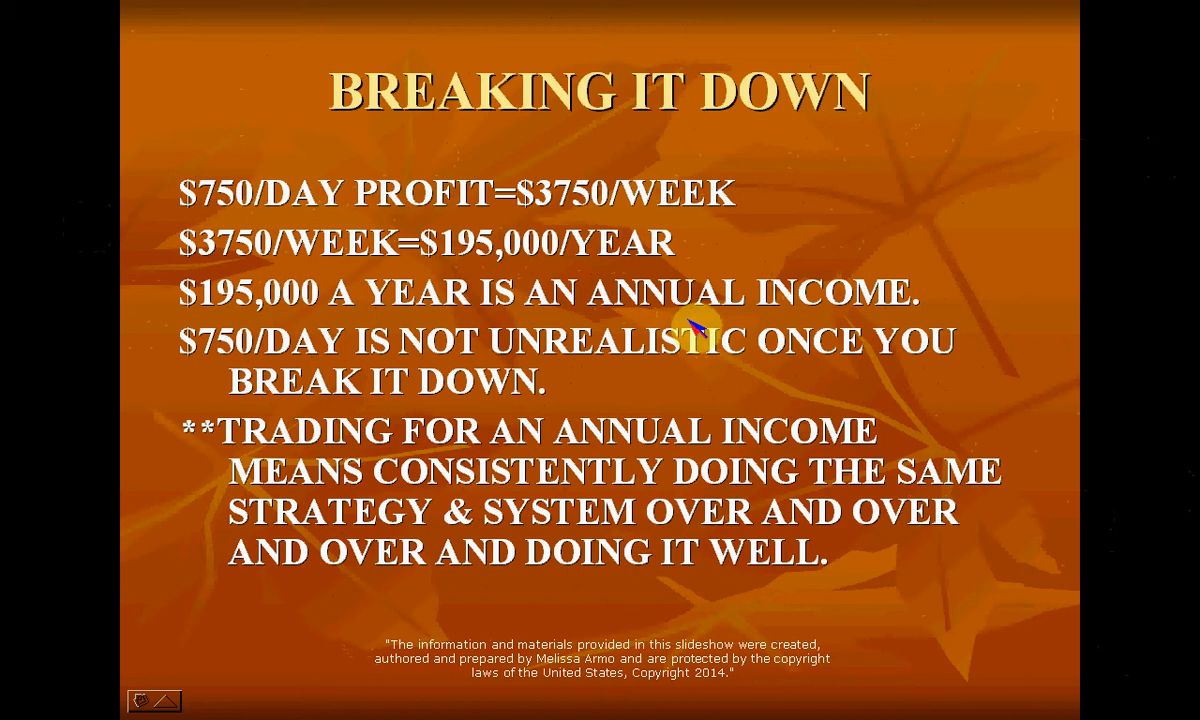 BREAKING IT DOWN
$750/DAY PROFIT=$3750/WEEK
$3750/WEEK=$195,000/YEAR
$195,000 A YEAR IS AN ANNUAL INCOME.
$750/DAY IS NOT UNREALISTIC ONCE YOU
BREAK IT DOWN.
**TRADING FOR AN ANNUAL INCOME
MEANS CONSISTENTLY DOING THE SAME
STRATEGY & SYSTEM OVER AND OVER
AND OVER AND DOING IT WELL.
"The information and materials provided in this slideshow were created,
authored and prepared by Melissa Armo and are protected by the copyright
laws of the United States, Copyright 2014."